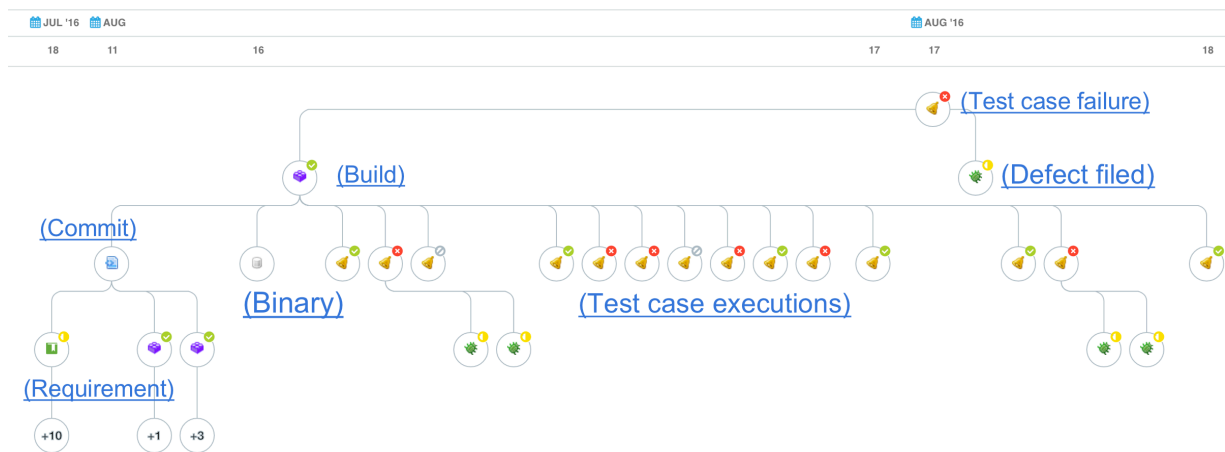 JUL '16 AUG AUG '16
18 11 16 17 17 18
(Test case failure)
(Build)
(Defect filed)
(Commit)
(Binary)
(Test case executions)
(Requirement)
+10 +1 +3